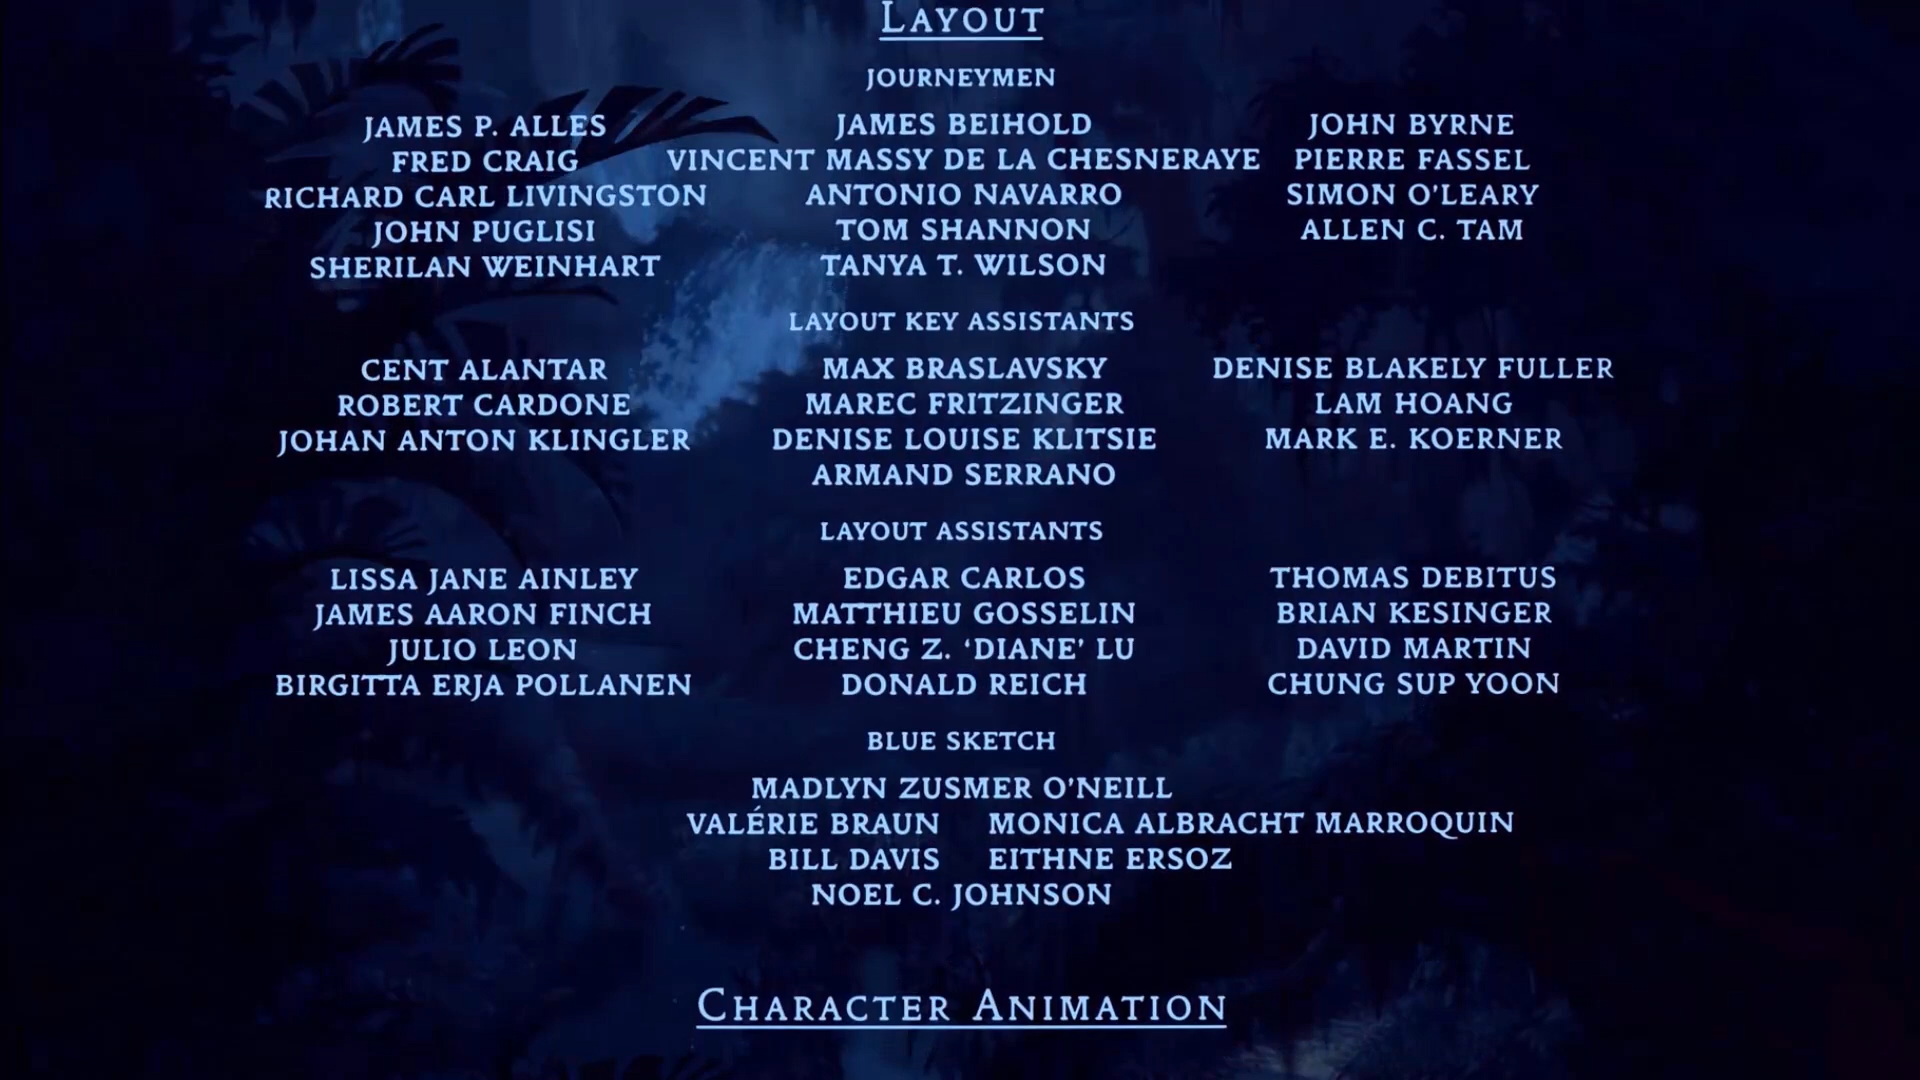 LAYOUT
JOURNEYMEN
JAMES P. ALLES JAMES BEIHOLD JOHN BYRNE
FRED CRAIG VINCENT MASSY DE LA CHESNERAYE PIERRE FASSEL
RICHARD CARL LIVINGSTON ANTONIO NAVARRO SIMON O'LEARY
JOHN PUGLISI TOM SHANNON ALLEN C. TAM
SHERILAN WEINHART TANYA T. WILSON
LAYOUT KEY ASSISTANTS
CENT ALANTAR MAX BRASLAVSKY DENISE BLAKELY FULLER
ROBERT CARDONE MAREC FRITZINGER LAM HOANG
JOHAN ANTON KLINGLER DENISE LOUISE KLITSIE MARK E. KOERNER
ARMAND SERRANO
LAYOUT ASSISTANTS
LISSA JANE AINLEY EDGAR CARLOS THOMAS DEBITUS
JAMES AARON FINCH MATTHIEU GOSSELIN BRIAN KESINGER
JULIO LEON CHENG Z. ‘DIANE’ LU DAVID MARTIN
BIRGITTA ERJA POLLANEN DONALD REICH CHUNG SUP YOON
BLUE SKETCH
MADLYN ZUSMER O'NEILL
VALÉRIE BRAUN MONICA ALBRACHT MARROQUIN
BILL DAVIS EITHNE ERSOZ
NOEL C. JOHNSON
CHARACTER ANIMATION